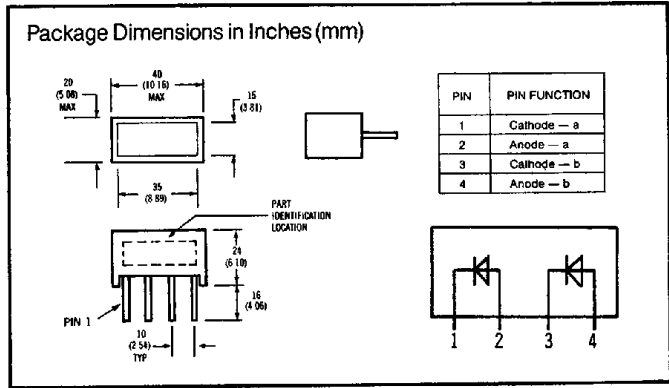 Package Dimensions in Inches (mm)
20
(5 08)
MAX
40
(10 16)
MAX
15
(3 81)
35
(8 89)
PIN PIN FUNCTION
1 Cathode — a
2 Anode — a
3 Cathode — b
4 Anode — b
PART
IDENTIFICATION
LOCATION
24
(6 10)
16
(4 06)
PIN 1
10
(2 54)
TYP
1 2 3 4